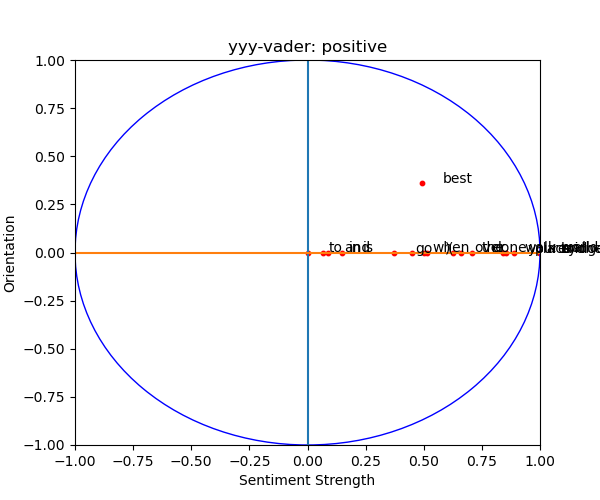 yyy-vader: positive
1.00
0.75
best
0.50
0.25
to and is go when
0.00
Orientation
−0.25
−0.50
−0.75
−1.00
−1.00 −0.75 −0.50 −0.25 0.00 0.25 0.50 0.75 1.00
Sentiment Strength